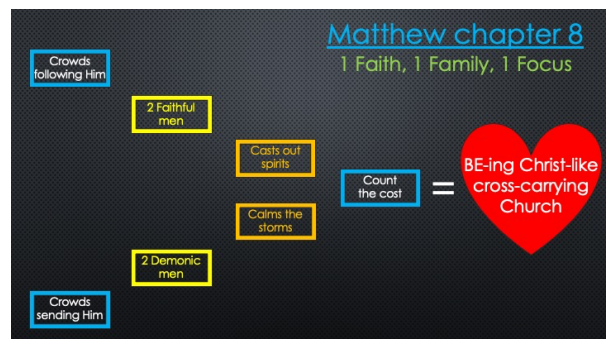 Matthew chapter 8
1 Faith, 1 Family, 1 Focus
Crowds
following Him
2 Faithful
men
Casts out
spirits
Count
the cost
=
BE-ing Christ-like
cross-carrying
Church
Calms the
storms
2 Demonic
men
Crowds
sending Him